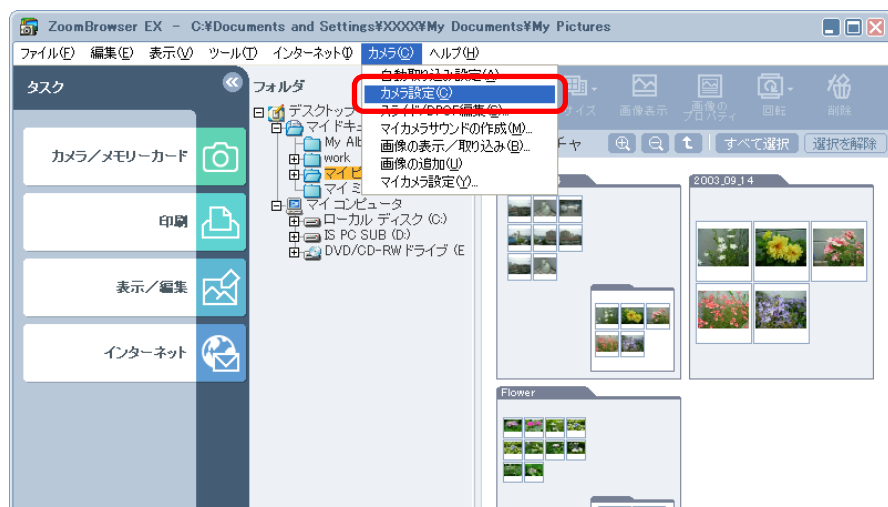 ZoomBrowser EX - C:¥Documents and Settings¥XXXX¥My Documents¥My Pictures
ファイル(F) 編集(E) 表示(V) ツール(T) インターネット(I) カメラ(C) ヘルプ(H)
タスク
カメラ/メモリーカード
印刷
表示/編集
インターネット
フォルダ
デスクトップ
マイドキ
My Alb
work
マイ ピ
マイ ミ
マイ コンピュータ
ローカル ディスク (C:)
IS PC SUB (D:)
DVD/CD-RW ドライブ (E
自動取り込み設定(A)
カメラ設定(C)
スライド/DPOF編集(S)...
マイカメラサウンドの作成(M)...
画像の表示/取り込み(B)...
画像の追加(U)
マイカメラ設定(Y)...
イズ
画像表示
画像の
プロパティ
回転
削除
チャ
すべて選択
選択を解除
2003_09_14
Flower